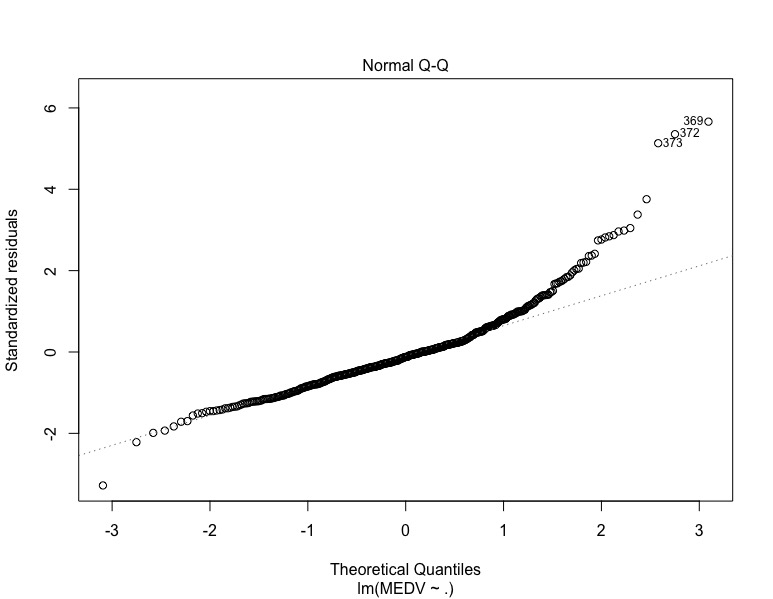 Normal Q-Q
6
369
372
373
4
2
0
-2
Standardized residuals
-3 -2 -1 0 1 2 3
Theoretical Quantiles
lm(MEDV ~ .)